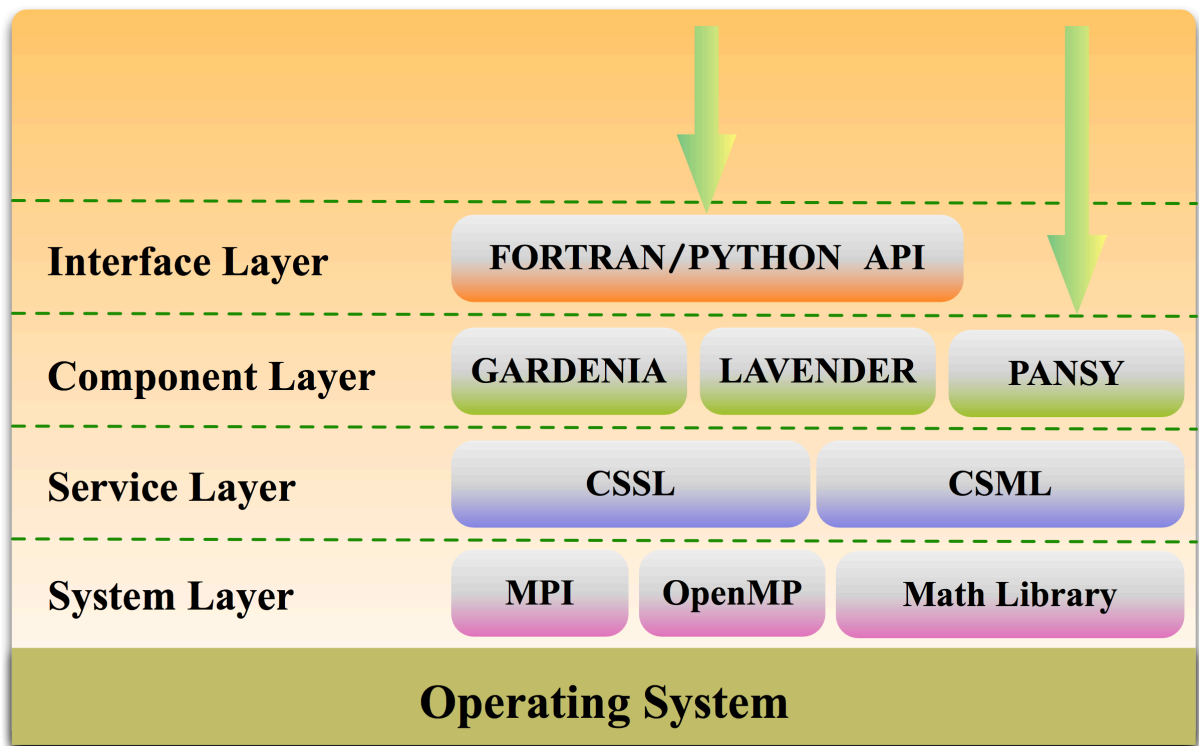 Interface Layer
FORTRAN/PYTHON API
Component Layer
GARDENIA
LAVENDER
PANSY
Service Layer
CSSL
CSML
System Layer
MPI
OpenMP
Math Library
Operating System